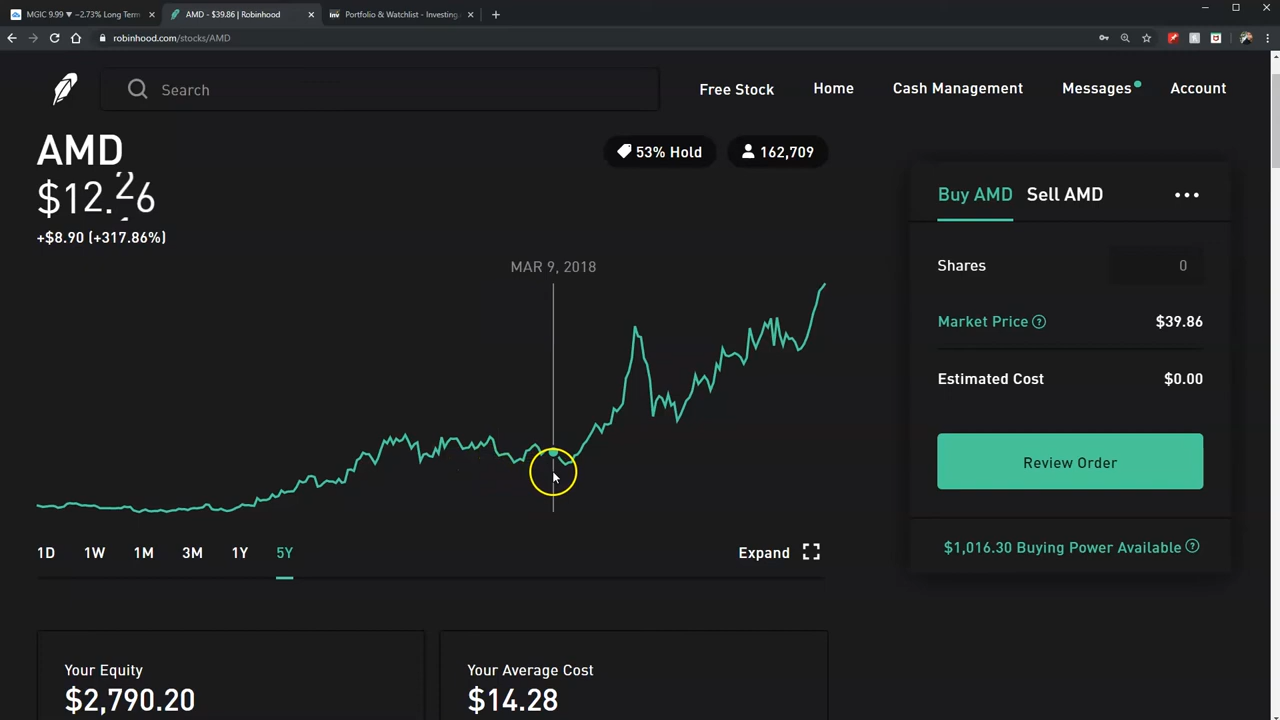 MGIC 9.99 ▼ −2.73% Long Term
AMD - $39.86 | Robinhood
Portfolio & Watchlist - Investing.
robinhood.com/stocks/AMD
Search
Free Stock
Home
Cash Management
Messages
Account
AMD
53% Hold
162,709
+$8.90 (+317.86%)
MAR 9, 2018
Buy AMD
Sell AMD
Shares
0
Market Price
$39.86
Estimated Cost
$0.00
Review Order
$1,016.30 Buying Power Available
1D
1W
1M
3M
1Y
5Y
Expand
Your Equity
$2,790.20
Your Average Cost
$14.28